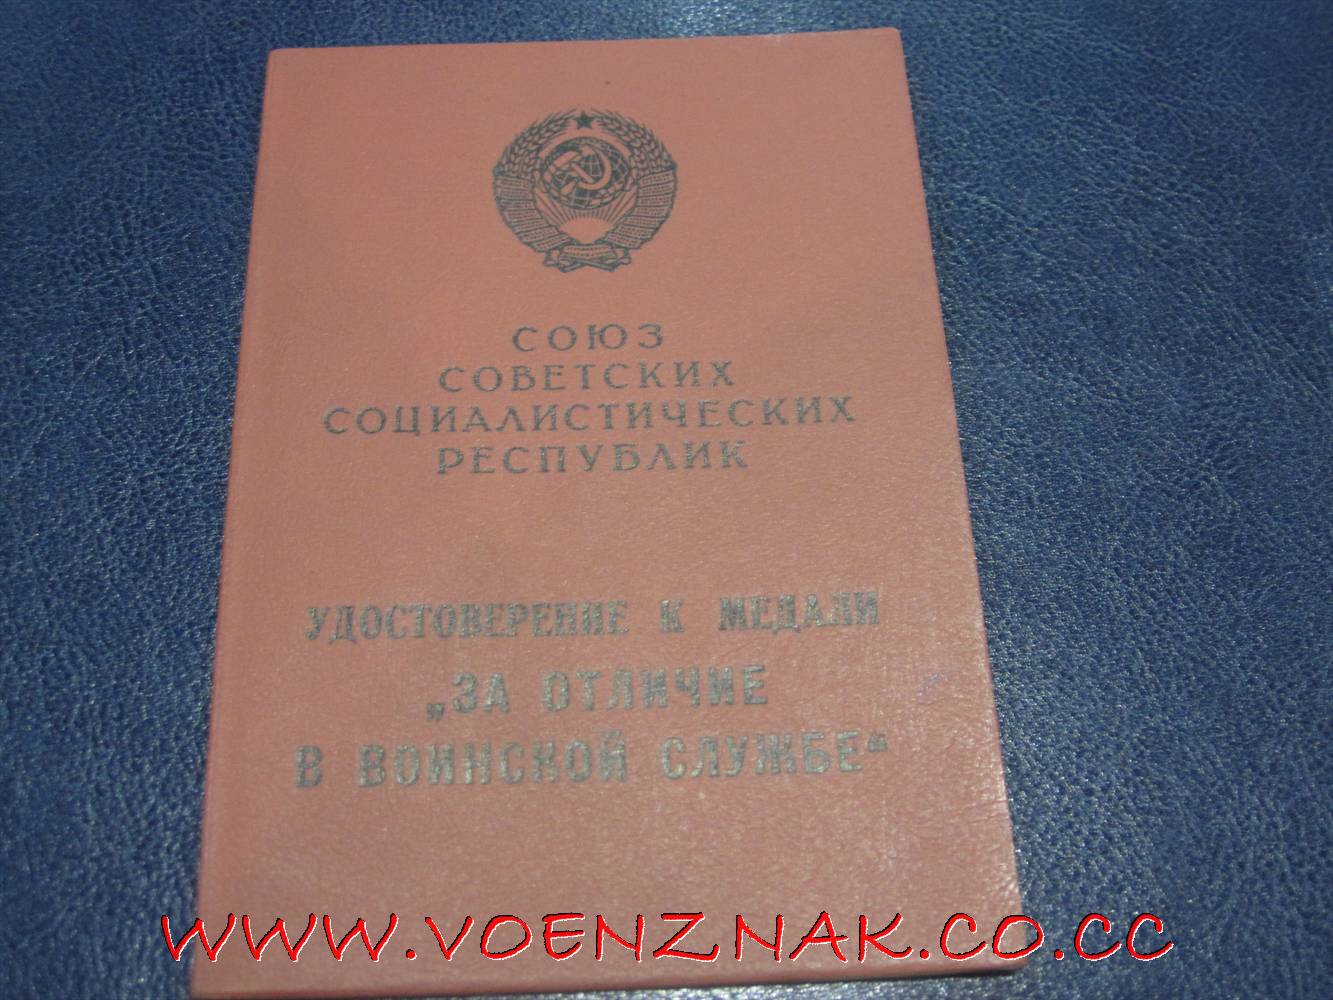 СОЮЗ
СОВЕТСКИХ
СОЦИАЛИСТИЧЕСКИХ
РЕСПУБЛИК
УДОСТОВЕРЕНИЕ К МЕДАЛИ
„ЗА ОТЛИЧИЕ
В ВОИНСКОЙ СЛУЖБЕ“
WWW.VOENZNAK.CO.CC